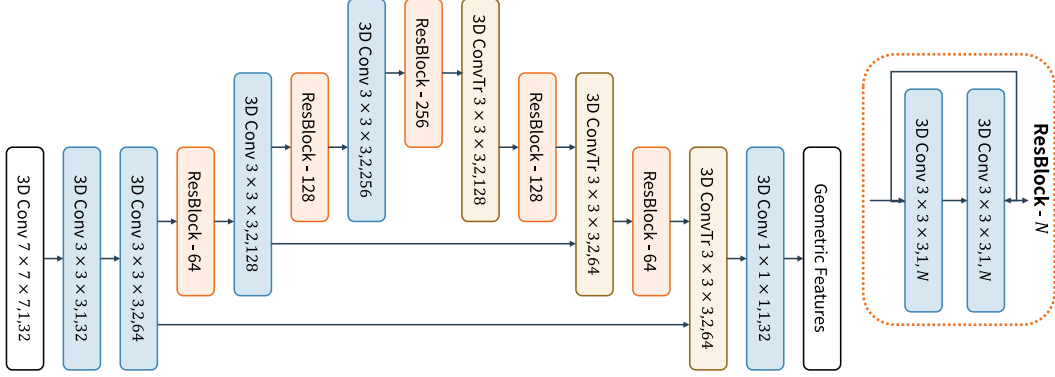 3D Conv 7 × 7 × 7,1,32
3D Conv 3 × 3 × 3,1,32
3D Conv 3 × 3 × 3,2,64
ResBlock - 64
3D Conv 3 × 3 × 3,2,128
ResBlock - 128
3D Conv 3 × 3 × 3,2,256
ResBlock - 256
3D ConvTr 3 × 3 × 3,2,128
ResBlock - 128
3D ConvTr 3 × 3 × 3,2,64
ResBlock - 64
3D ConvTr 3 × 3 × 3,2,64
3D Conv 1 × 1 × 1,1,32
Geometric Features
3D Conv 3 × 3 × 3,1, N
3D Conv 3 × 3 × 3,1, N
ResBlock - N